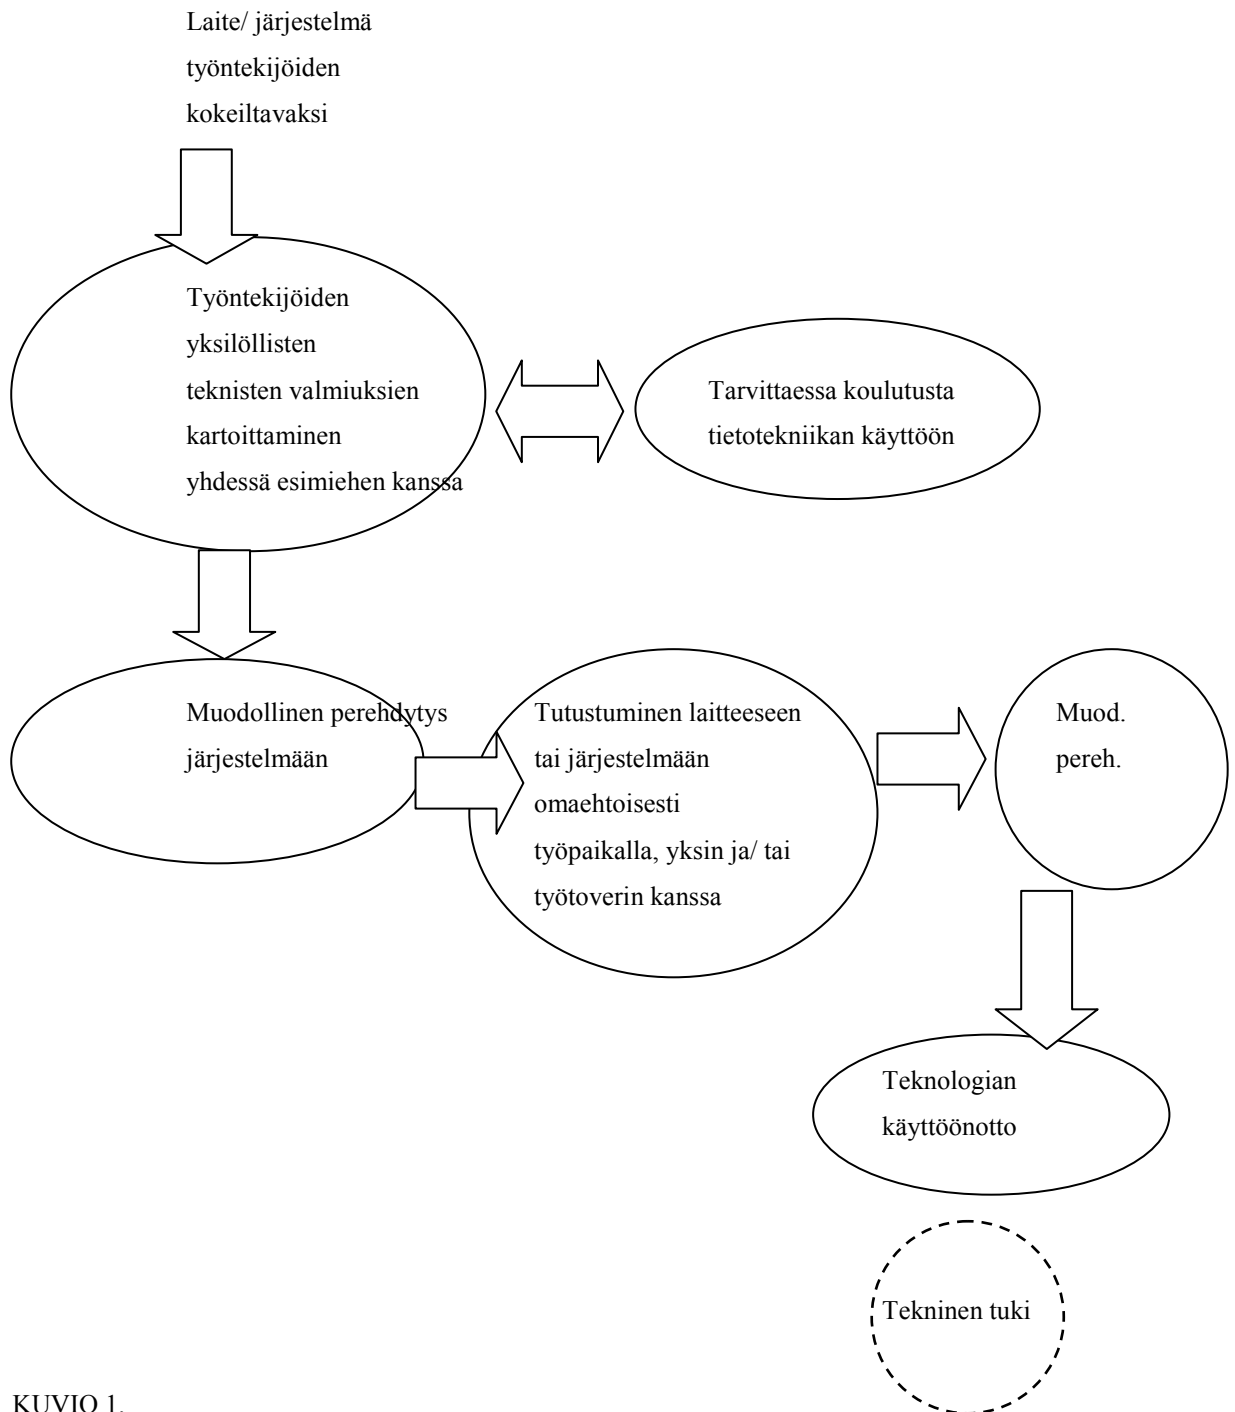 Laite/ järjestelmä
työntekijöiden
kokeiltavaksi
Työntekijöiden
yksilöllisten
teknisten valmiuksien
kartoittaminen
yhdessä esimiehen kanssa
Tarvittaessa koulutusta
tietotekniikan käyttöön
Muodollinen perehdytys
järjestelmään
Tutustuminen laitteeseen
tai järjestelmään
omaehtoisesti
työpaikalla, yksin ja/ tai
työtoverin kanssa
Muod.
pereh.
Teknologian
käyttöönotto
Tekninen tuki
KUVIO 1.